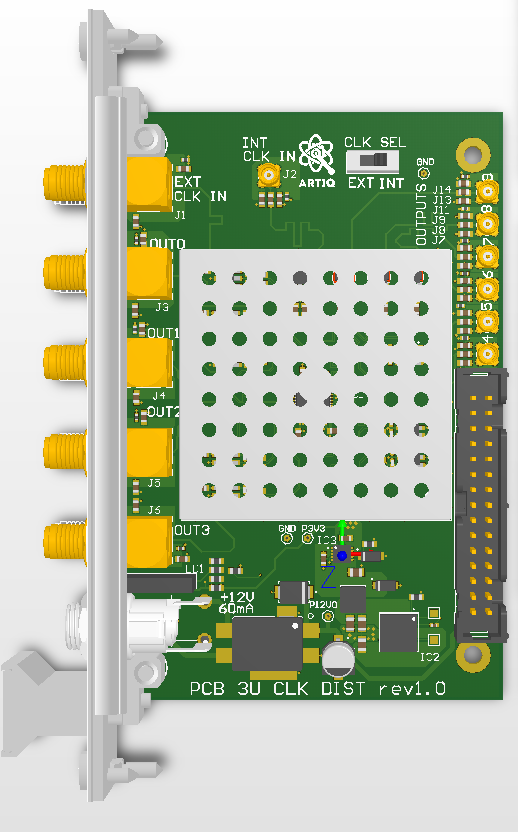 INT
CLK IN
J2
ARTIQ
CLK SEL
EXT INT
GND
EXT
CLK IN
J1
OUTPUTS
J14
J13
J9
J8
J7
9
8
7
6
5
4
OUT0
J3
OUT1
J4
OUT2
J5
J6
OUT3
GND P3V3
IC3
+12V
60mA
P12V0
IC2
PCB 3U CLK DIST rev1.0